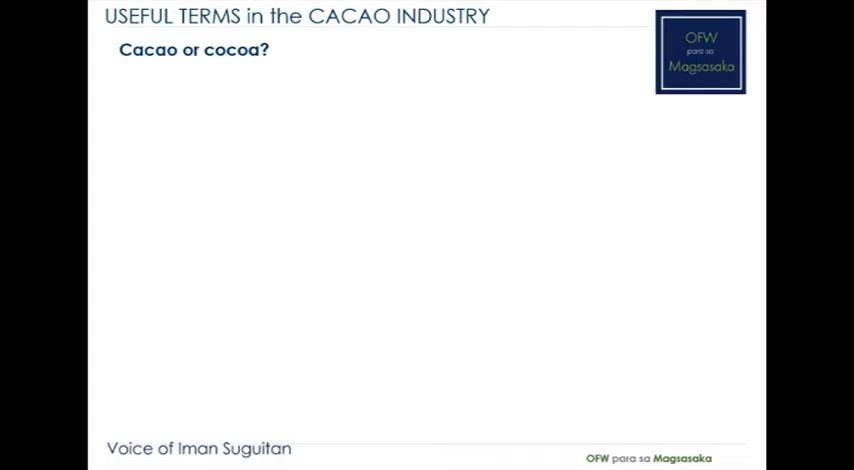 USEFUL TERMS in the CACAO INDUSTRY
Cacao or cocoa?
OFW
para sa
Magsasaka
Voice of Iman Suguitan
OFW para sa Magsasaka